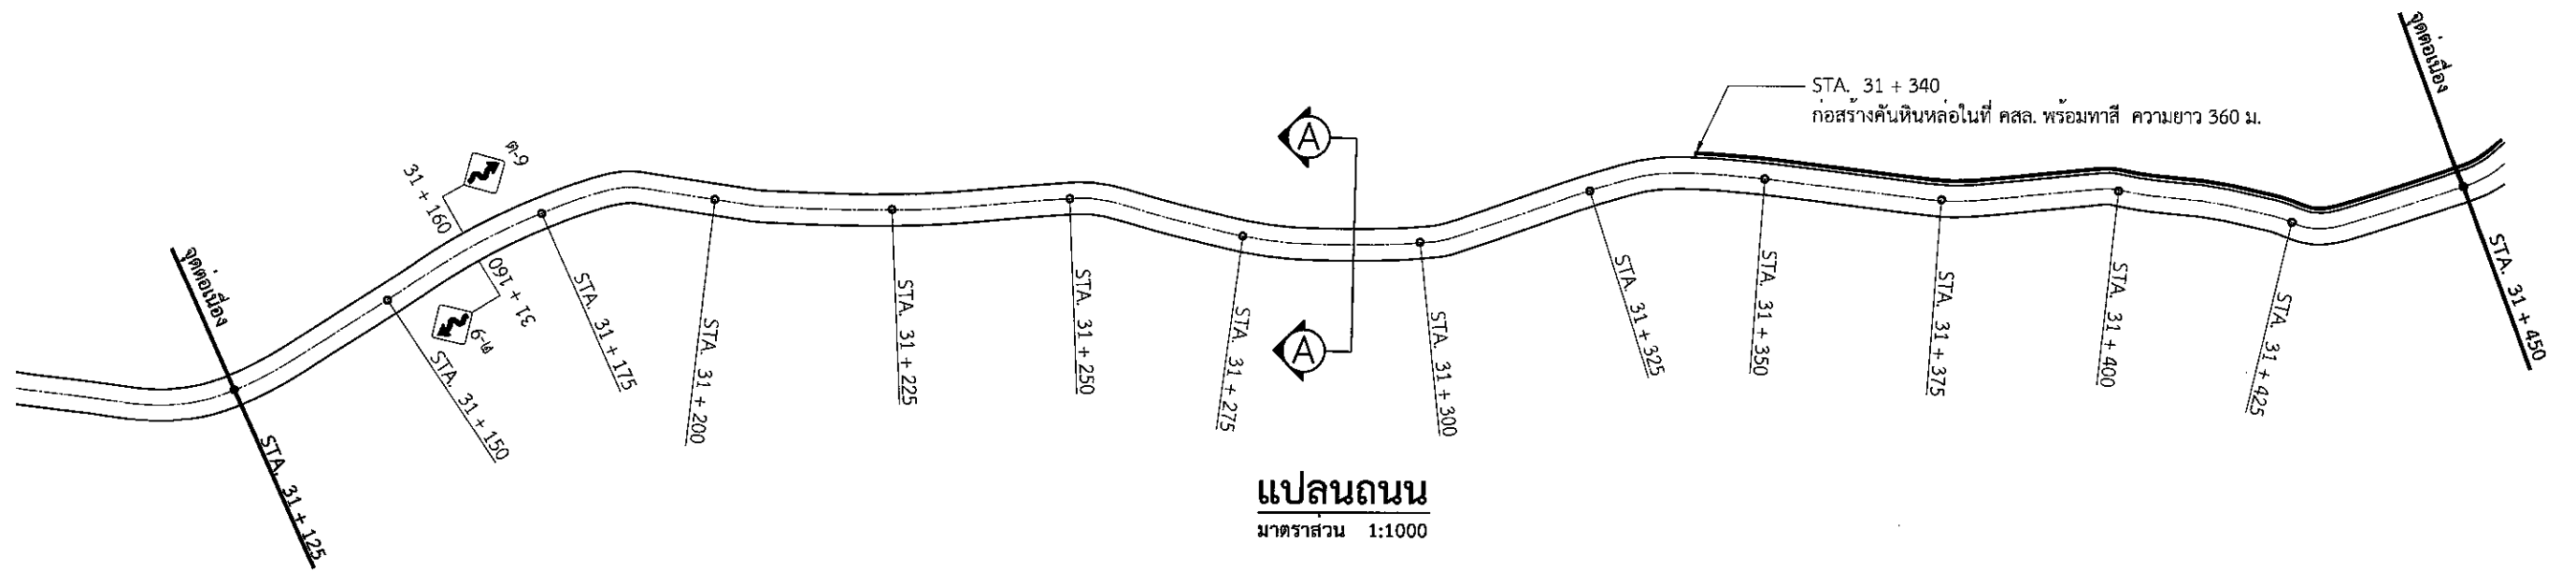 จุดต่อเนื่อง
STA. 31 + 340
ก่อสร้างคันหินหล่อในที่ คสล. พร้อมทาสี ความยาว 360 ม.
A
ต-9
31 + 160
จุดต่อเนื่อง
31 + 160
ต-9
A
STA. 31 + 125
STA. 31 + 150
STA. 31 + 175
STA. 31 + 200
STA. 31 + 225
STA. 31 + 250
STA. 31 + 275
STA. 31 + 300
STA. 31 + 325
STA. 31 + 350
STA. 31 + 375
STA. 31 + 400
STA. 31 + 425
STA. 31 + 450
แปลนถนน
มาตราส่วน 1:1000